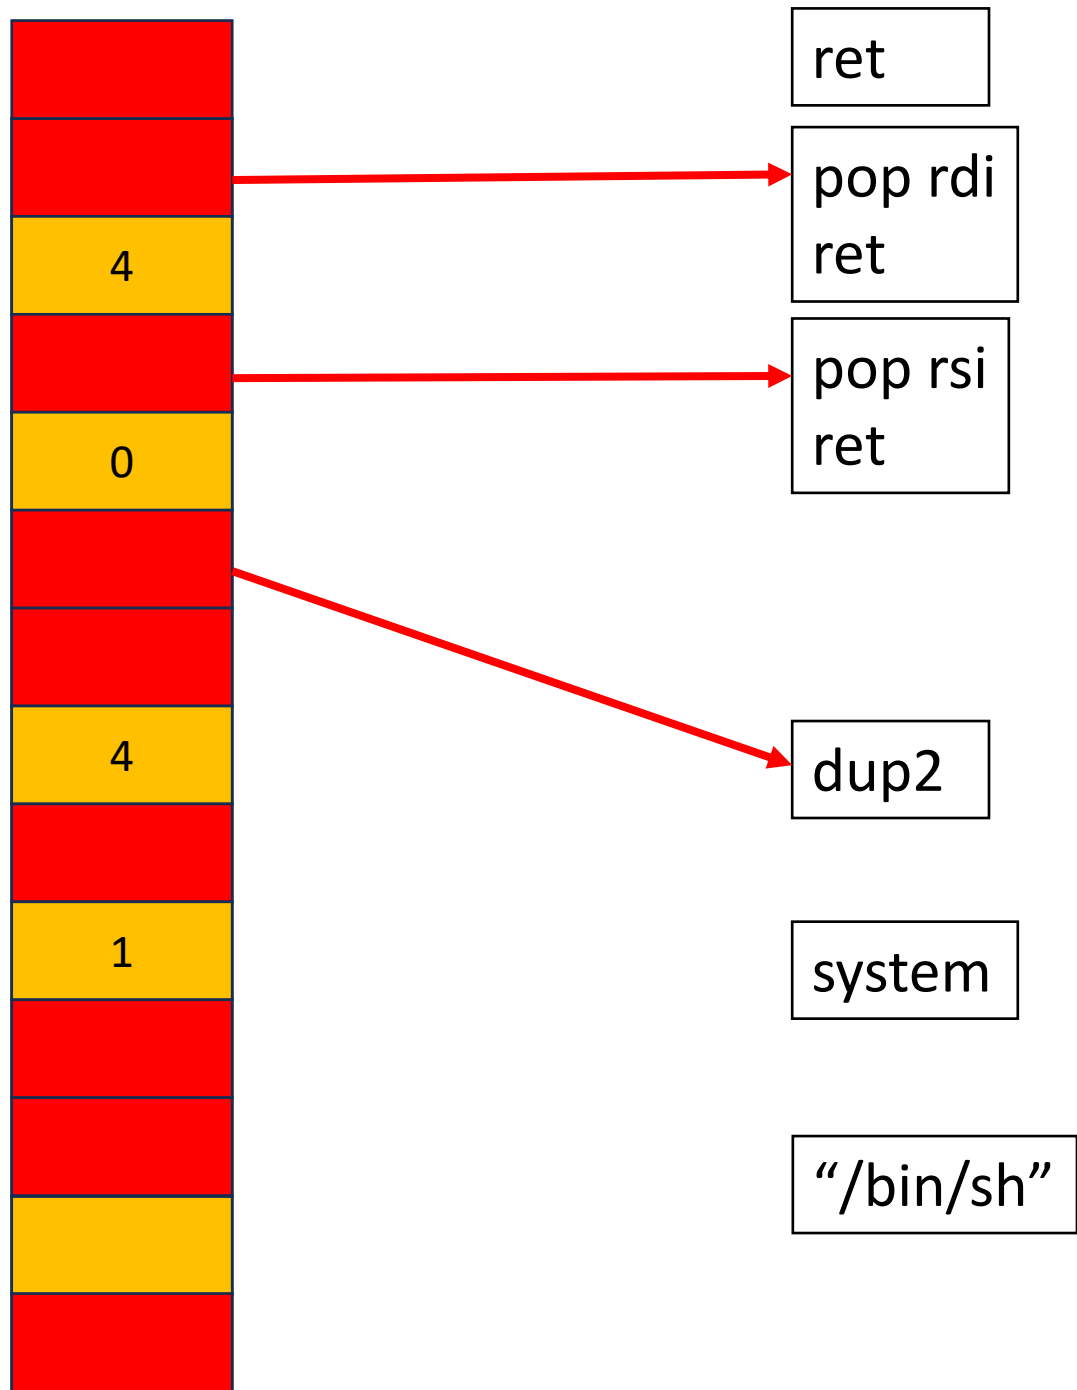 4
0
4
1
ret
pop rdi
ret
pop rsi
ret
dup2
system
“/bin/sh”